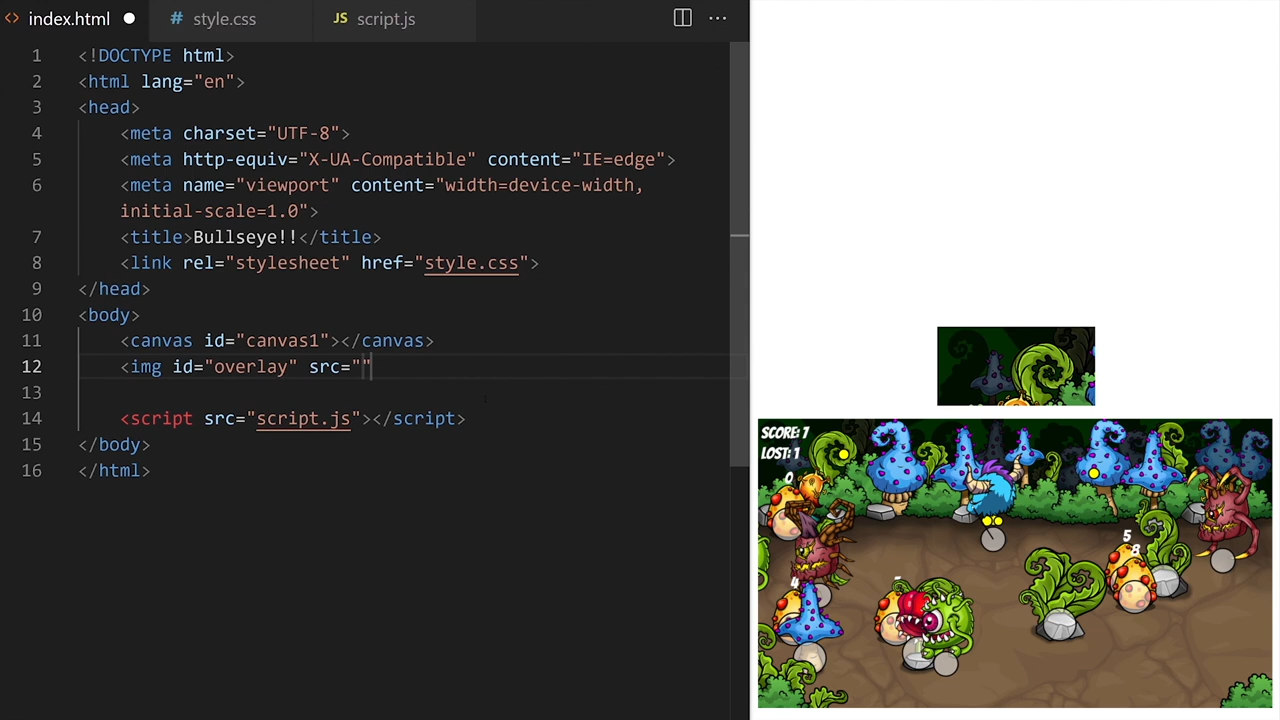 index.html
# style.css
JS script.js
1 <!DOCTYPE html>
2 <html lang="en">
3 <head>
4 <meta charset="UTF-8">
5 <meta http-equiv="X-UA-Compatible" content="IE=edge">
6 <meta name="viewport" content="width=device-width,
initial-scale=1.0">
7 <title>Bullseye!!</title>
8 <link rel="stylesheet" href="style.css">
9 </head>
10 <body>
11 <canvas id="canvas1"></canvas>
12 <img id="overlay" src=""
13
14 <script src="script.js"></script>
15 </body>
16 </html>
SCORE: 7
LOST: 1
0
5
8
4